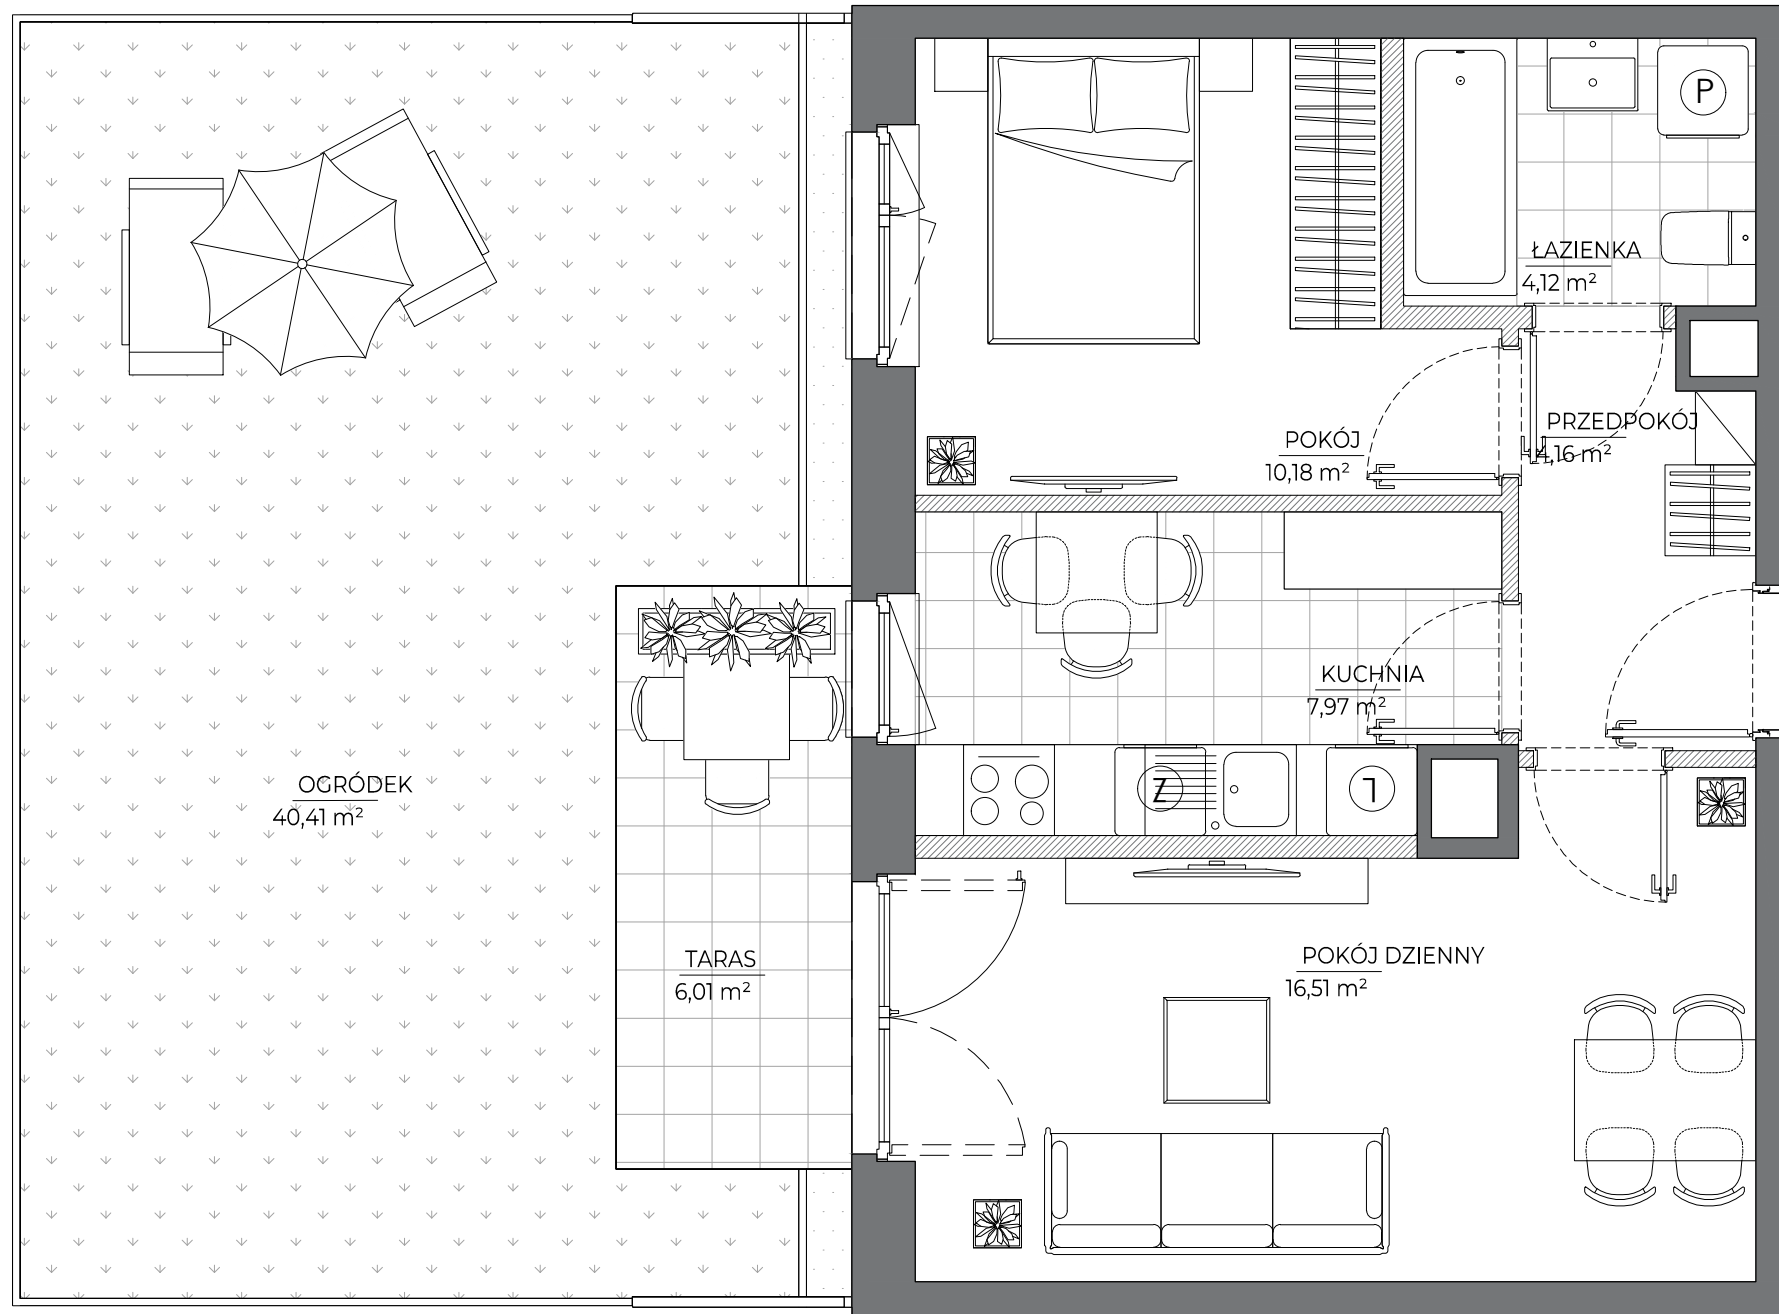 P
ŁAZIENKA
4,12 m²
PRZEDPOKÓJ
4,16 m²
POKÓJ
10,18 m²
KUCHNIA
7,97 m²
OGRÓDEK
40,41 m²
Z
L
TARAS
6,01 m²
POKÓJ DZIENNY
16,51 m²